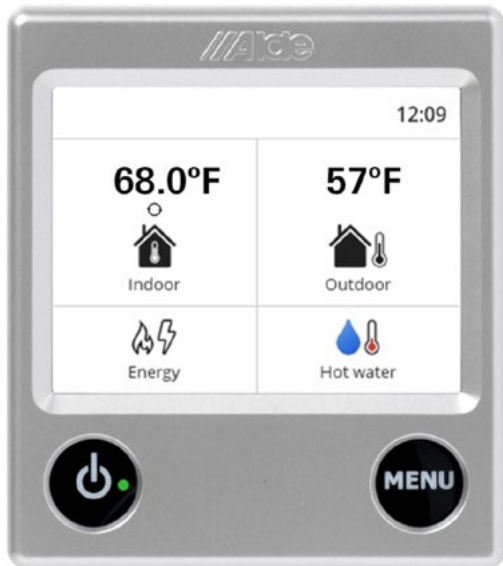 Alde
12:09
68.0°F
57°F
Indoor
Outdoor
Energy
Hot water
MENU